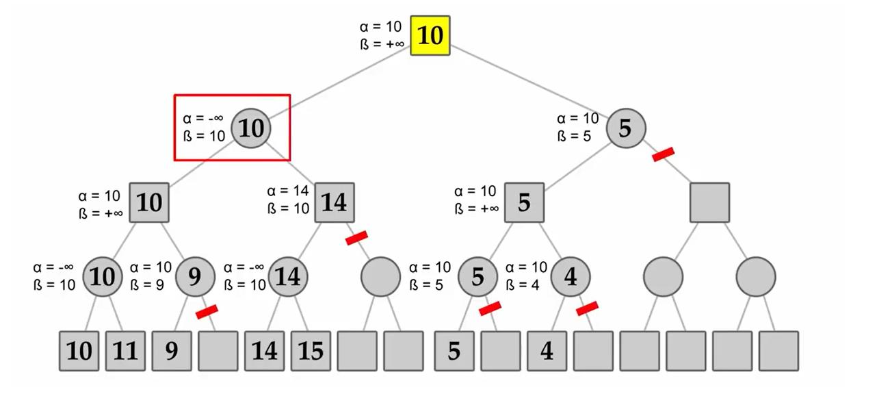 α = 10
ß = +∞
10
α = -∞
ß = 10
10
α = 10
ß = 5
5
α = 10
ß = +∞
10
α = 14
ß = 10
14
α = 10
ß = +∞
5
α = -∞
ß = 10
10
α = 10
ß = 9
9
α = -∞
ß = 10
14
α = 10
ß = 5
5
α = 10
ß = 4
4
10 11 9 14 15 5 4